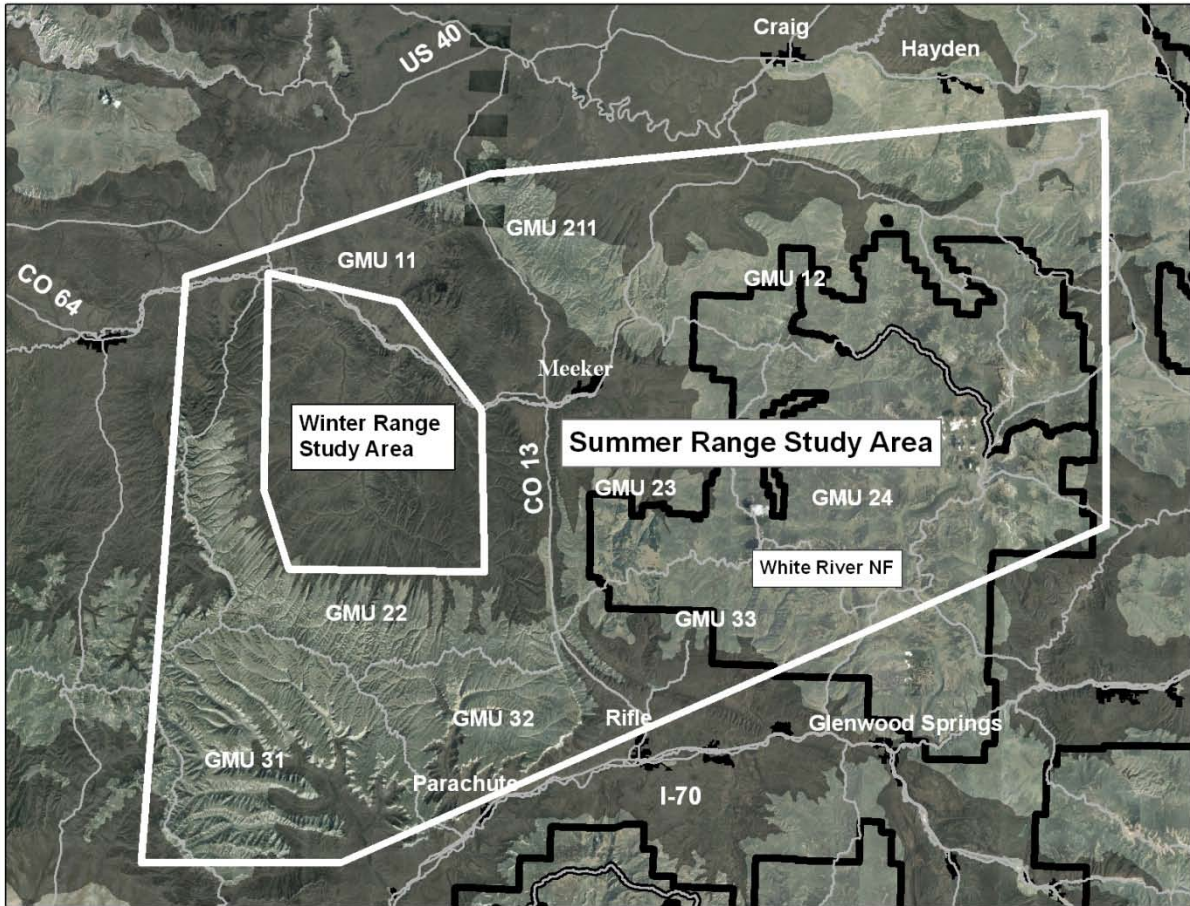 Craig
US 40
Hayden
GMU 211
GMU 11
GMU 12
CO 64
Meeker
Winter Range
Study Area
Summer Range Study Area
CO 13
GMU 23
GMU 24
White River NF
GMU 22
GMU 33
GMU 32
Rifle
Glenwood Springs
GMU 31
Parachute
I-70